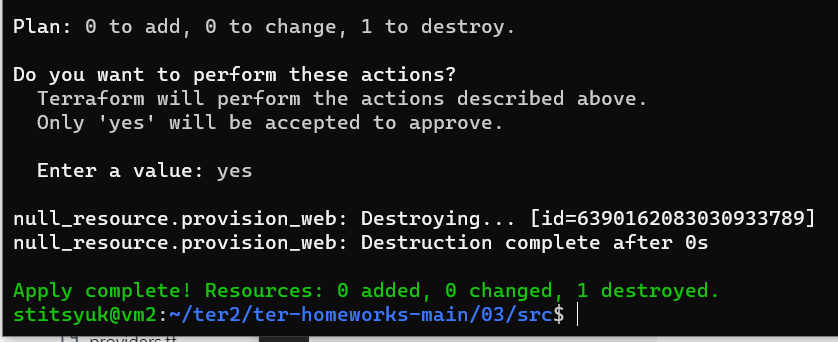 Plan: 0 to add, 0 to change, 1 to destroy.
Do you want to perform these actions?
Terraform will perform the actions described above.
Only 'yes' will be accepted to approve.
Enter a value: yes
null_resource.provision_web: Destroying... [id=6390162083030933789]
null_resource.provision_web: Destruction complete after 0s
Apply complete! Resources: 0 added, 0 changed, 1 destroyed.
stitsyuk@vm2:~/ter2/ter-homeworks-main/03/src$